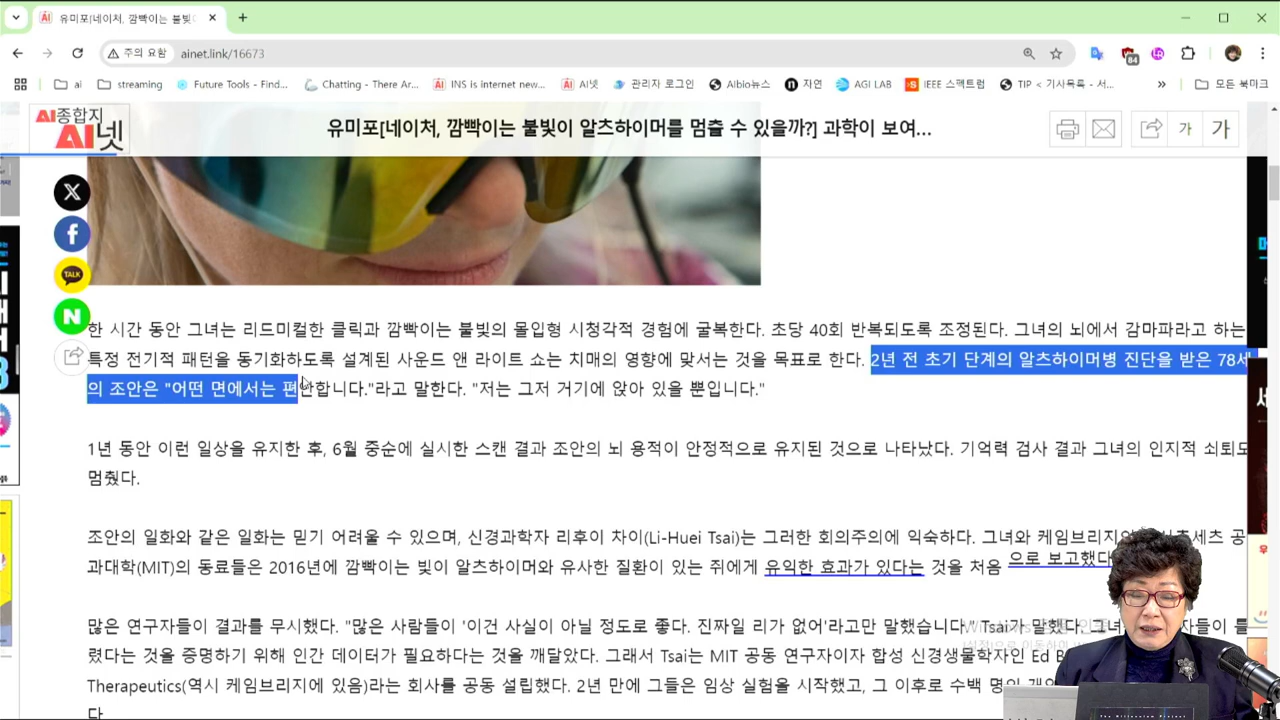 유미포[네이처, 깜빡이는 불빛이
주의 요함
ainet.link/16673
84
ai
streaming
Future Tools - Find...
Chatting - There Ar...
INS is internet new...
AI넷
관리자 로그인
Aibio뉴스
자연
AGI LAB
IEEE 스펙트럼
TIP < 기사목록 - 서...
모든 북마크
AI종합지
AI넷
유미포[네이처, 깜빡이는 불빛이 알츠하이머를 멈출 수 있을까?] 과학이 보여...
가
가
TALK
N
한 시간 동안 그녀는 리드미컬한 클릭과 깜빡이는 불빛의 몰입형 시청각적 경험에 굴복한다. 초당 40회 반복되도록 조정된다. 그녀의 뇌에서 감마파라고 하는
특정 전기적 패턴을 동기화하도록 설계된 사운드 앤 라이트 쇼는 치매의 영향에 맞서는 것을 목표로 한다. 2년 전 초기 단계의 알츠하이머병 진단을 받은 78세
의 조안은 "어떤 면에서는 편안합니다."라고 말한다. "저는 그저 거기에 앉아 있을 뿐입니다."
1년 동안 이런 일상을 유지한 후, 6월 중순에 실시한 스캔 결과 조안의 뇌 용적이 안정적으로 유지된 것으로 나타났다. 기억력 검사 결과 그녀의 인지적 쇠퇴도
멈췄다.
조안의 일화와 같은 일화는 믿기 어려울 수 있으며, 신경과학자 리후이 차이(Li-Huei Tsai)는 그러한 회의주의에 익숙하다. 그녀와 케임브리지의 공
과대학(MIT)의 동료들은 2016년에 깜빡이는 빛이 알츠하이머와 유사한 질환이 있는 쥐에게 유익한 효과가 있다는 것을 처음 으로 보고했다
많은 연구자들이 결과를 무시했다. "많은 사람들이 '이건 사실이 아닐 정도로 좋다. 진짜일 리가 없어'라고만 말했습니다." Tsai가 말했다. 틀
렸다는 것을 증명하기 위해 인간 데이터가 필요하다는 것을 깨달았다. 그래서 Tsai는 MIT 공동 연구자이자 합성 신경생물학자인 Ed
Therapeutics(역시 케임브리지에 있음)라는 회사를 공동 설립했다. 2년 만에 그들은 임상 실험을 시작했고, 그 이후로 수백 명의
다
The Millennium Project